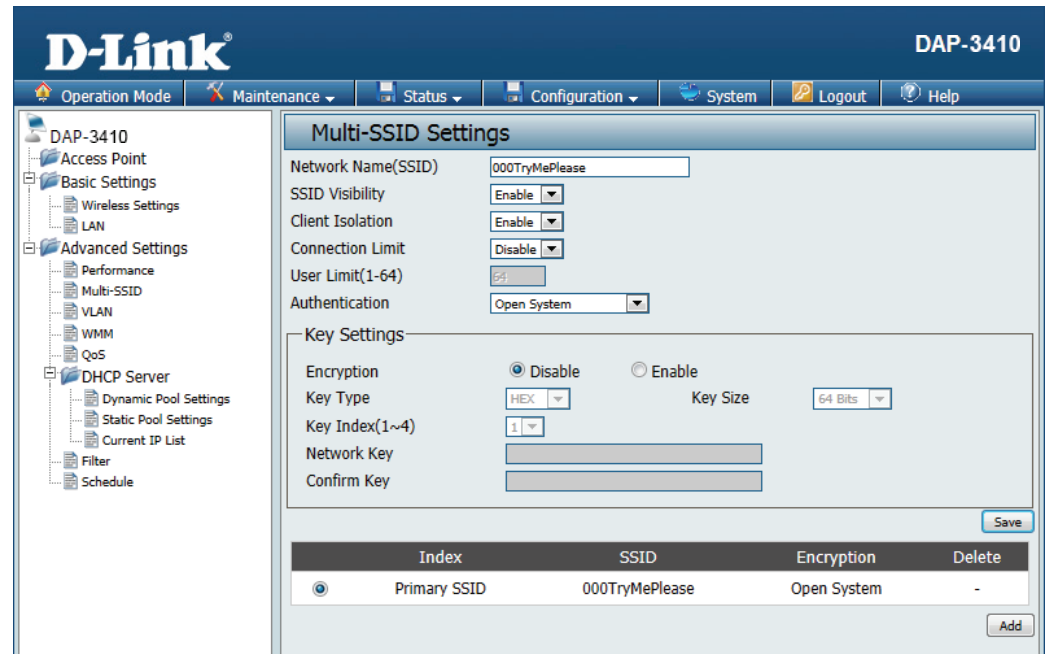 D-Link®
DAP-3410
Operation Mode Maintenance Status Configuration System Logout Help
DAP-3410
Access Point
Basic Settings
Wireless Settings
LAN
Advanced Settings
Performance
Multi-SSID
VLAN
WMM
QoS
DHCP Server
Dynamic Pool Settings
Static Pool Settings
Current IP List
Filter
Schedule
Multi-SSID Settings
Network Name(SSID) 000TryMePlease
SSID Visibility Enable
Client Isolation Enable
Connection Limit Disable
User Limit(1-64) 64
Authentication Open System
Key Settings
Encryption Disable Enable
Key Type HEX Key Size 64 Bits
Key Index(1~4) 1
Network Key
Confirm Key
Save
Index SSID Encryption Delete
Primary SSID 000TryMePlease Open System -
Add